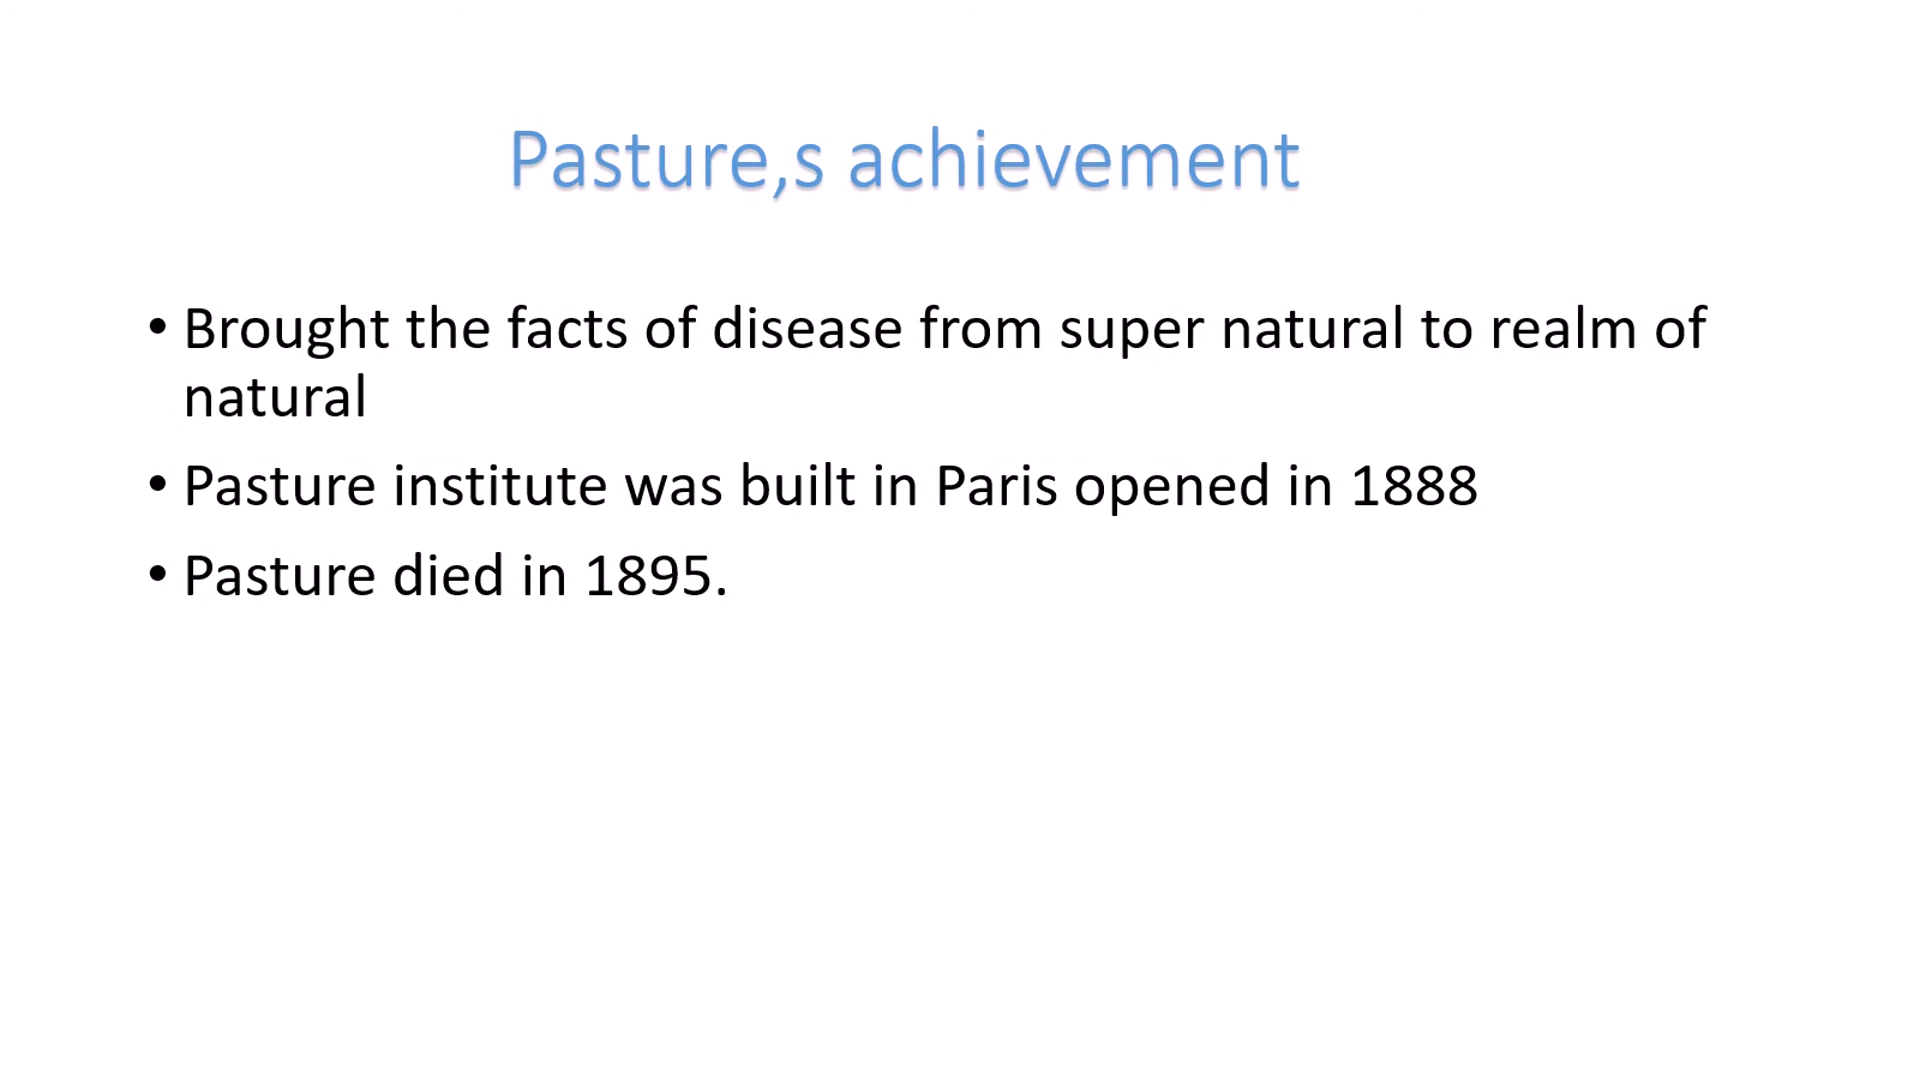 Pasture,s achievement
• Brought the facts of disease from super natural to realm of
natural
• Pasture institute was built in Paris opened in 1888
• Pasture died in 1895.